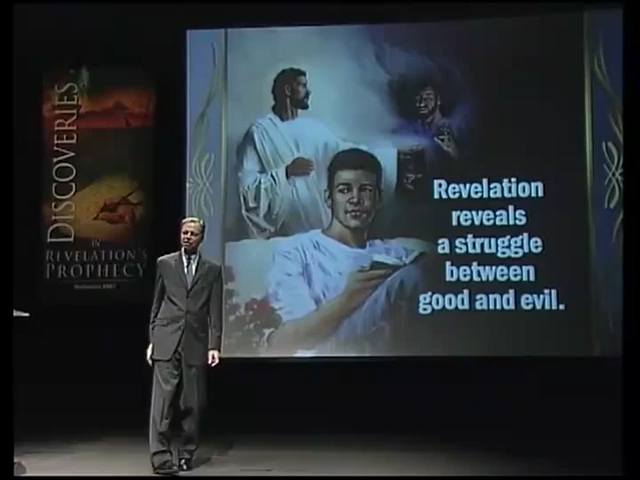 DISCOVERIES
IN
REVELATION'S
PROPHECY
Revelation
reveals
a struggle
between
good and evil.